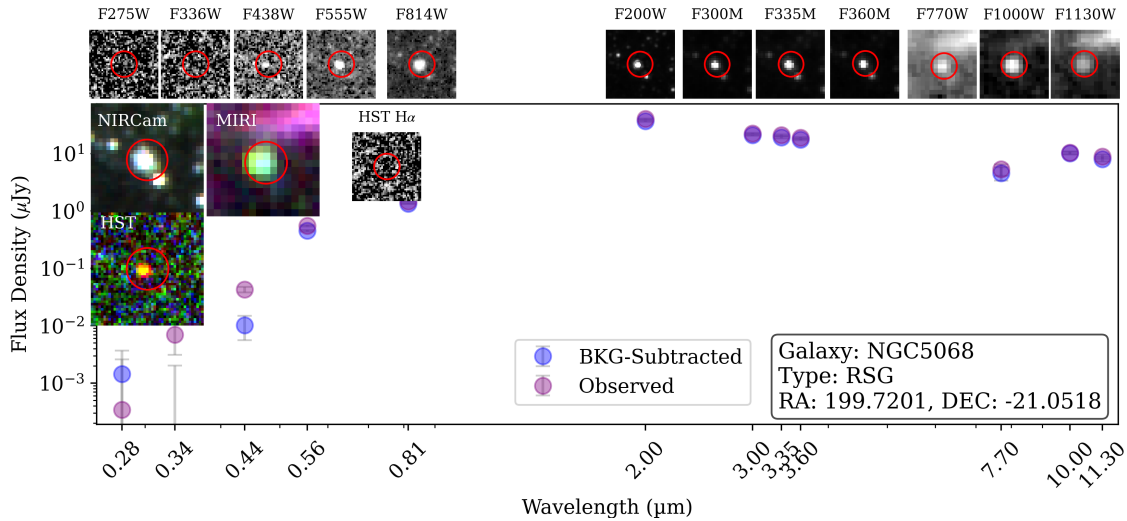 F275W F336W F438W F555W F814W F200W F300M F335M F360M F770W F1000W F1130W
NIRCam
MIRI
HST Hα
HST
Flux Density (μJy)
10¹
10⁰
10⁻¹
10⁻²
10⁻³
BKG-Subtracted
Observed
Galaxy: NGC5068
Type: RSG
RA: 199.7201, DEC: -21.0518
0.28 0.34 0.44 0.56 0.81 2.00 3.00 3.35 3.60 7.70 10.00 11.30
Wavelength (μm)